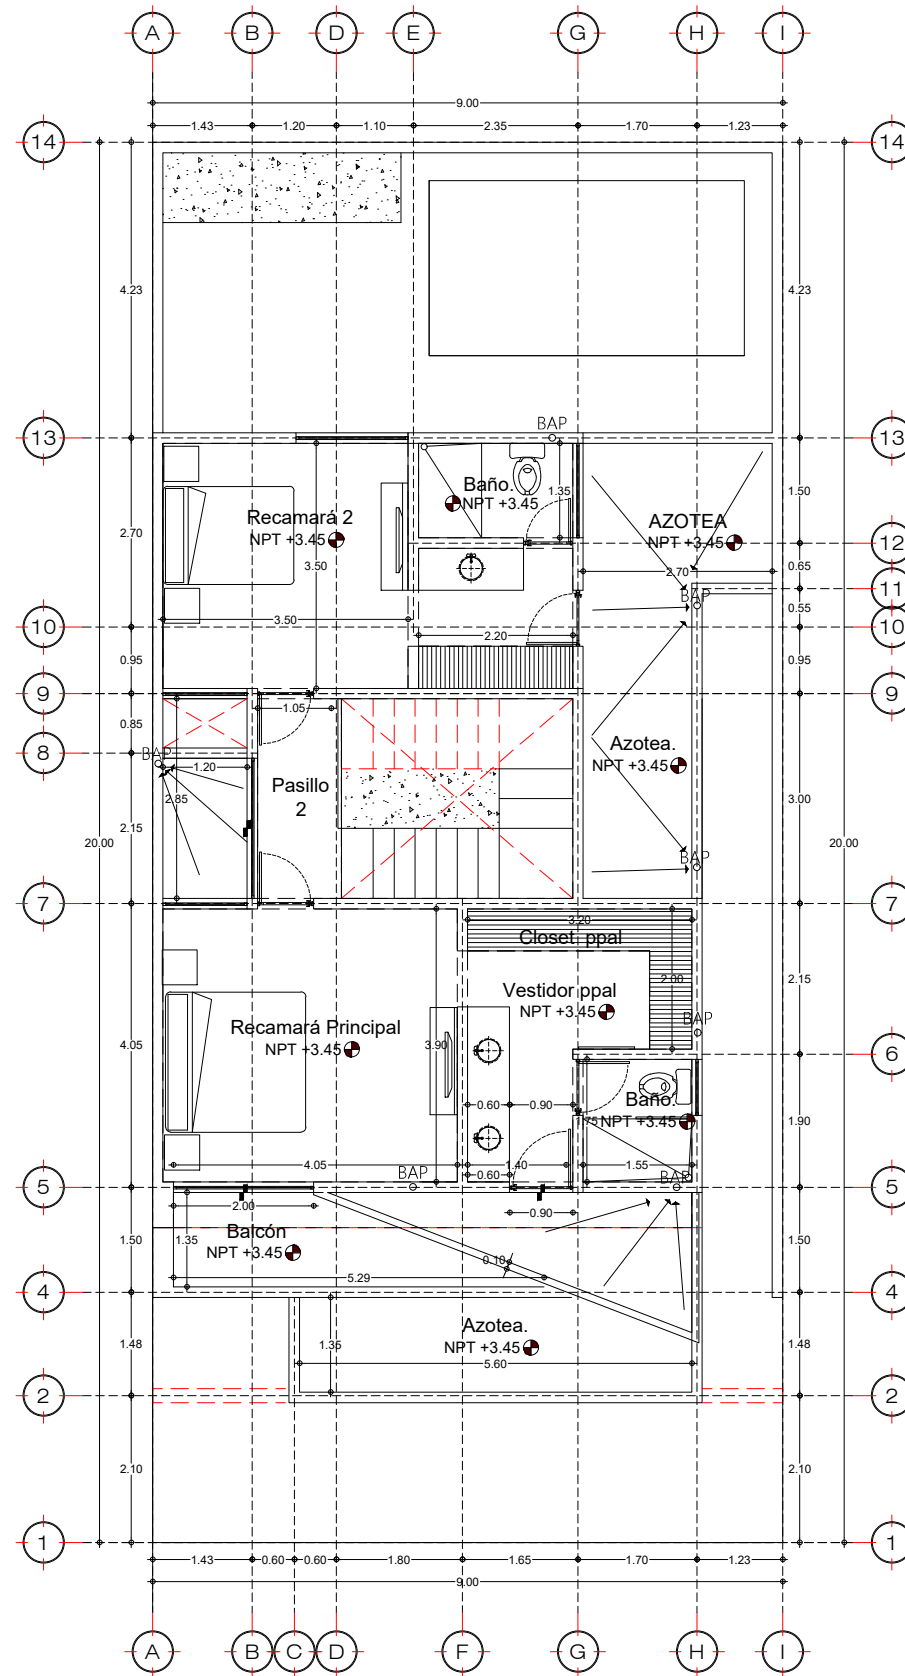 A B D E G H I
9.00
1.43 1.20 1.10 2.35 1.70 1.23
14 14
4.23 4.23
13 BAP 13
Baño.
NPT +3.45
1.35
1.50
Recamará 2
NPT +3.45
AZOTEA
NPT +3.45
2.70
12
3.50
2.70
0.65
11
BAP
0.55
3.50
10 10
2.20
0.95 0.95
9 9
1.05
0.85
8
BAP
Azotea.
NPT +3.45
1.20
Pasillo
2
2.85
2.15
3.00
20.00 20.00
BAP
7 7
3.20
Closet ppal
2.00
2.15
Vestidor ppal
NPT +3.45
BAP
Recamará Principal
NPT +3.45
4.05
3.90
6
Baño.
NPT +3.45
0.60 0.90
1.75
1.90
4.05
1.40
1.55
0.60
BAP BAP
5 5
2.00
0.90
Balcón
NPT +3.45
1.35
1.50 1.50
0.10
5.29
4 4
Azotea.
NPT +3.45
1.35
1.48 1.48
5.60
2 2
2.10 2.10
1 1
1.43 0.60 0.60 1.80 1.65 1.70 1.23
9.00
A B C D F G H I